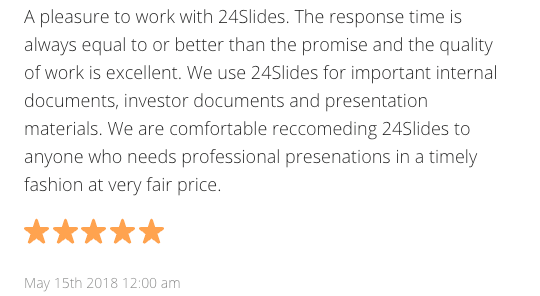 A pleasure to work with 24Slides. The response time is
always equal to or better than the promise and the quality
of work is excellent. We use 24Slides for important internal
documents, investor documents and presentation
materials. We are comfortable reccomeding 24Slides to
anyone who needs professional presenations in a timely
fashion at very fair price.
May 15th 2018 12:00 am